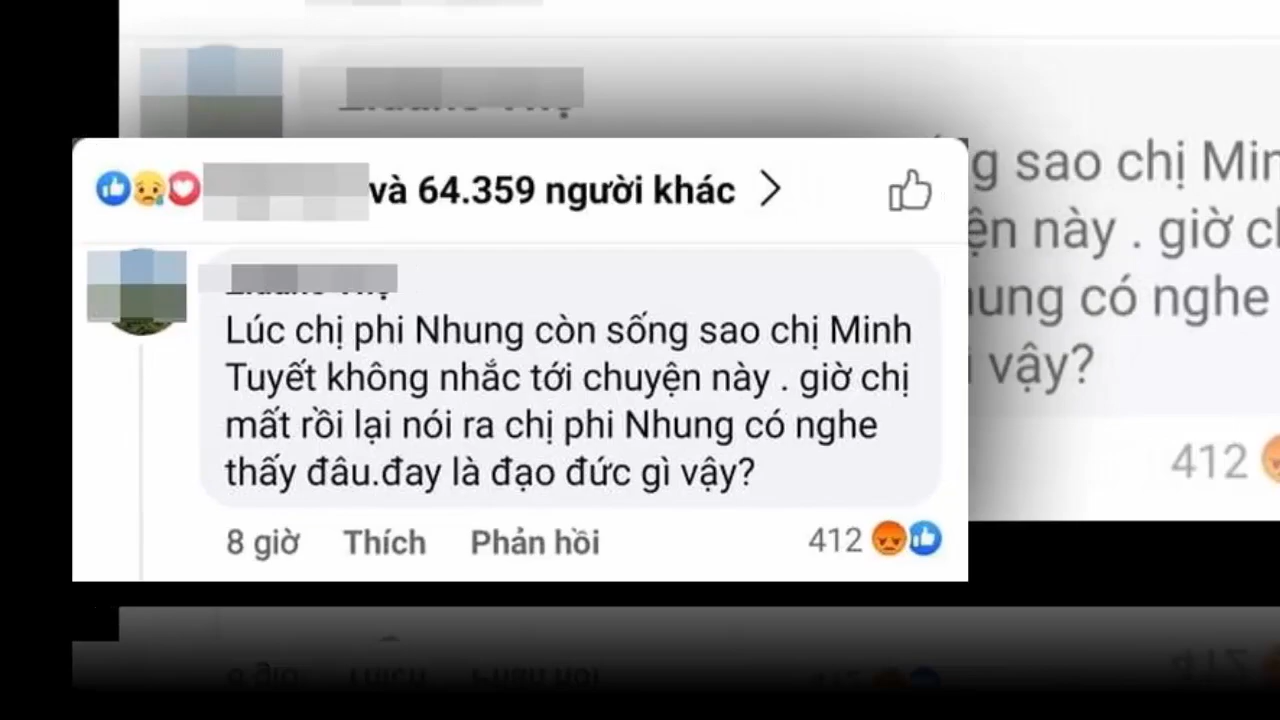 và 64.359 người khác
Lúc chị phi Nhung còn sống sao chị Minh
Tuyết không nhắc tới chuyện này . giờ chị
mất rồi lại nói ra chị phi Nhung có nghe
thấy đâu.đay là đạo đức gì vậy?
8 giờ Thích Phản hồi 412
g sao chị Min
ện này . giờ
nung có nghe
vậy?
412